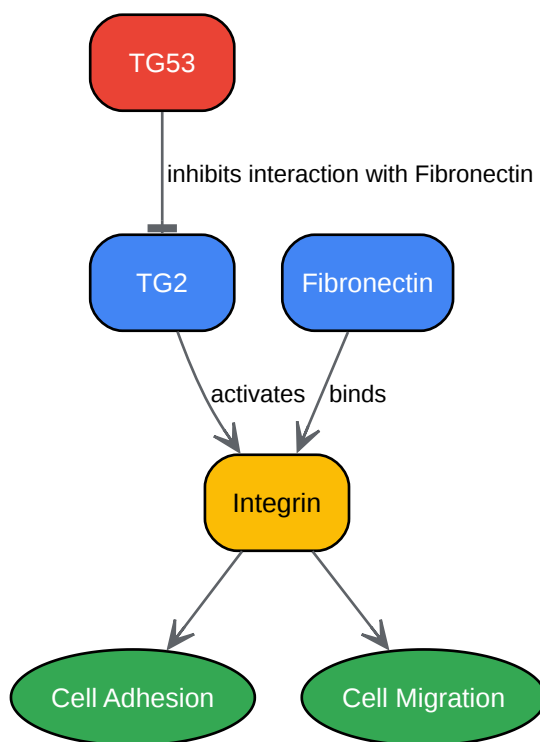 TG53
inhibits interaction with Fibronectin
TG2
Fibronectin
activates
binds
Integrin
Cell Adhesion
Cell Migration